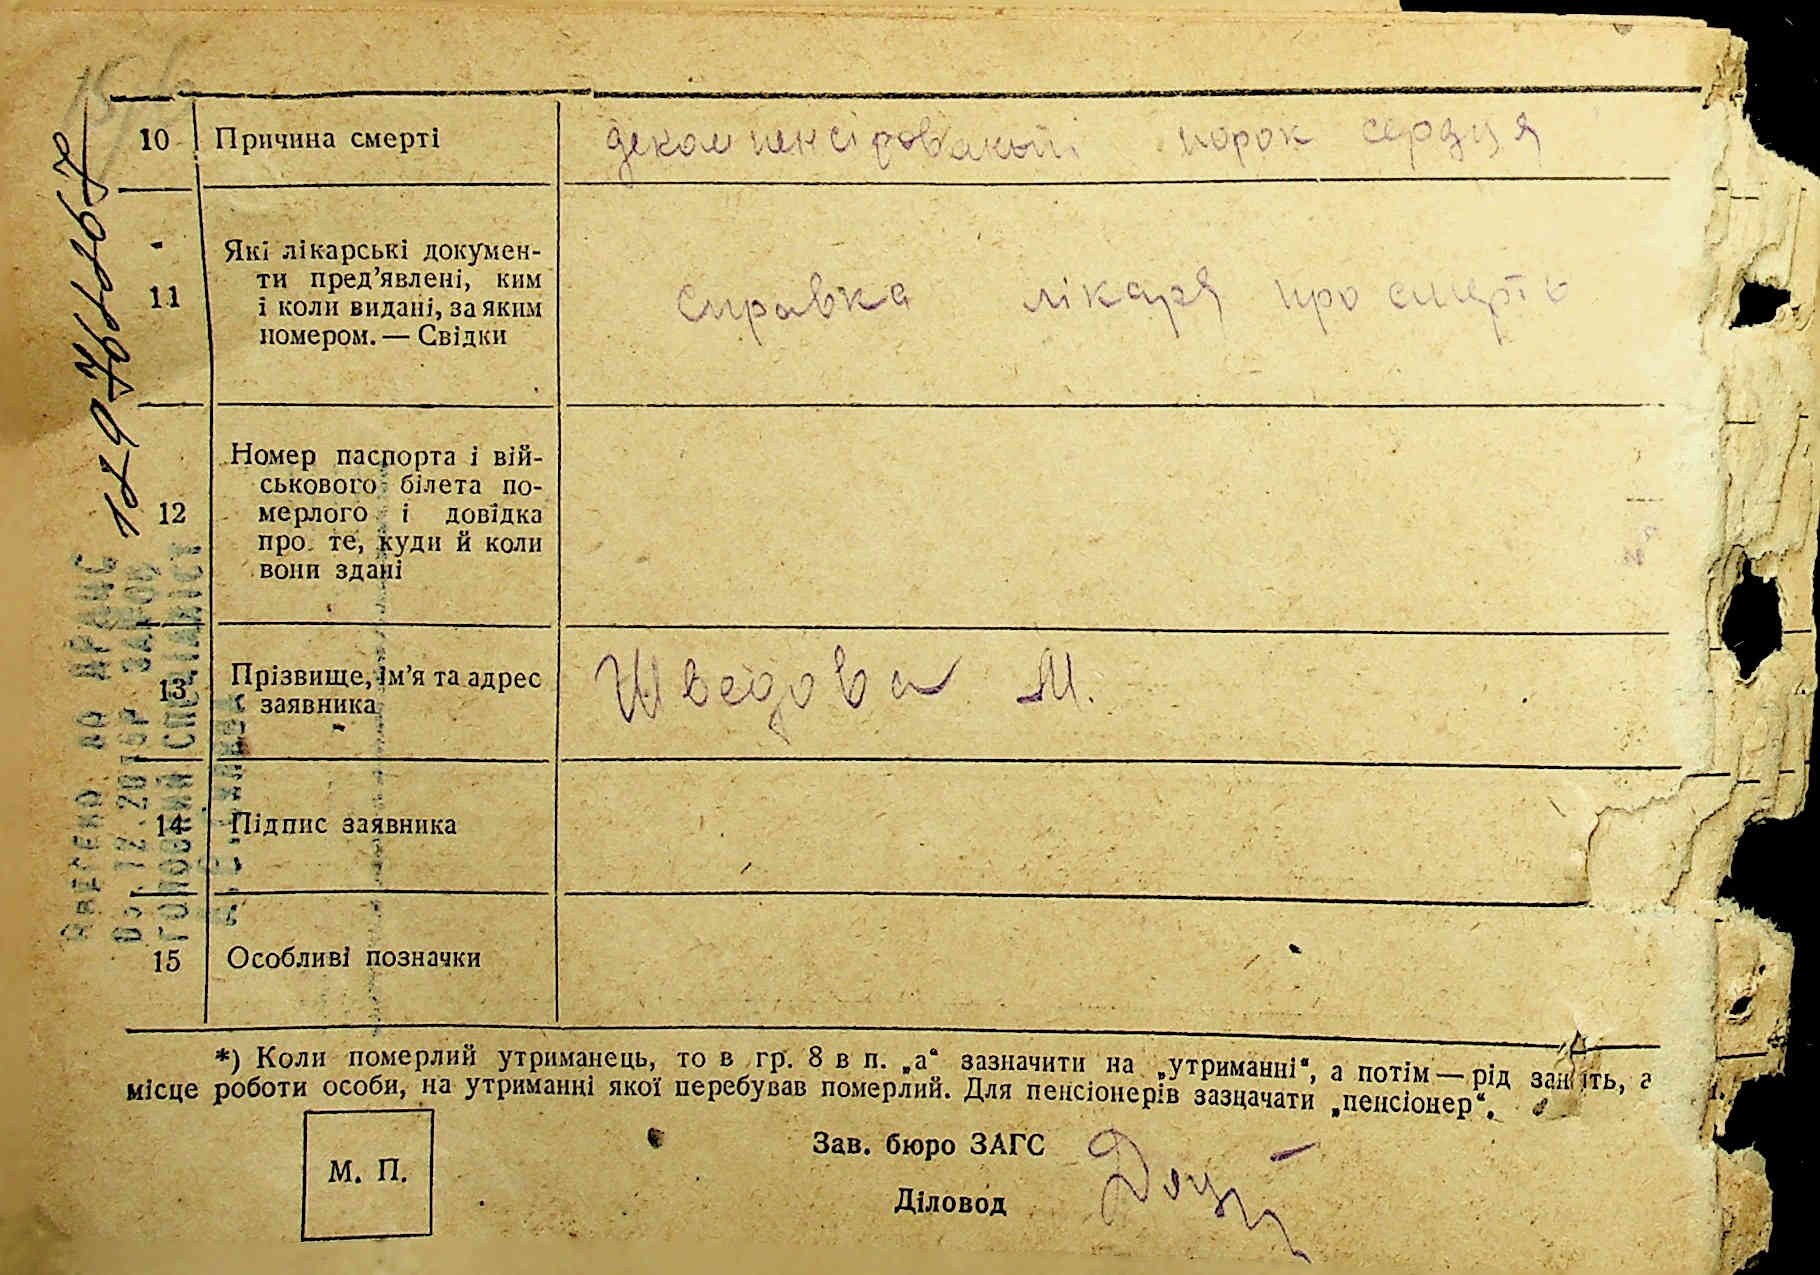 10 Причина смерті декомпенсірований порок сердця
11 Які лікарські докумен-
ти пред'явлені, ким
і коли видані, за яким
номером. — Свідки
справка лікаря про смерть
12 Номер паспорта і вій-
ськового білета по-
мерлого і довідка
про те, куди й коли
вони здані
13 Прізвище, ім'я та адрес
заявника
Шведова М.
14 Підпис заявника
15 Особливі позначки
*) Коли померлий утриманець, то в гр. 8 в п. „а“ зазначити на „утриманні“, а потім — рід занять, а
місце роботи особи, на утриманні якої перебував померлий. Для пенсіонерів зазначати „пенсіонер“.
М. П.
Зав. бюро ЗАГС
Діловод
ГОЛОВНИЙ СПЕЦІАЛІСТ